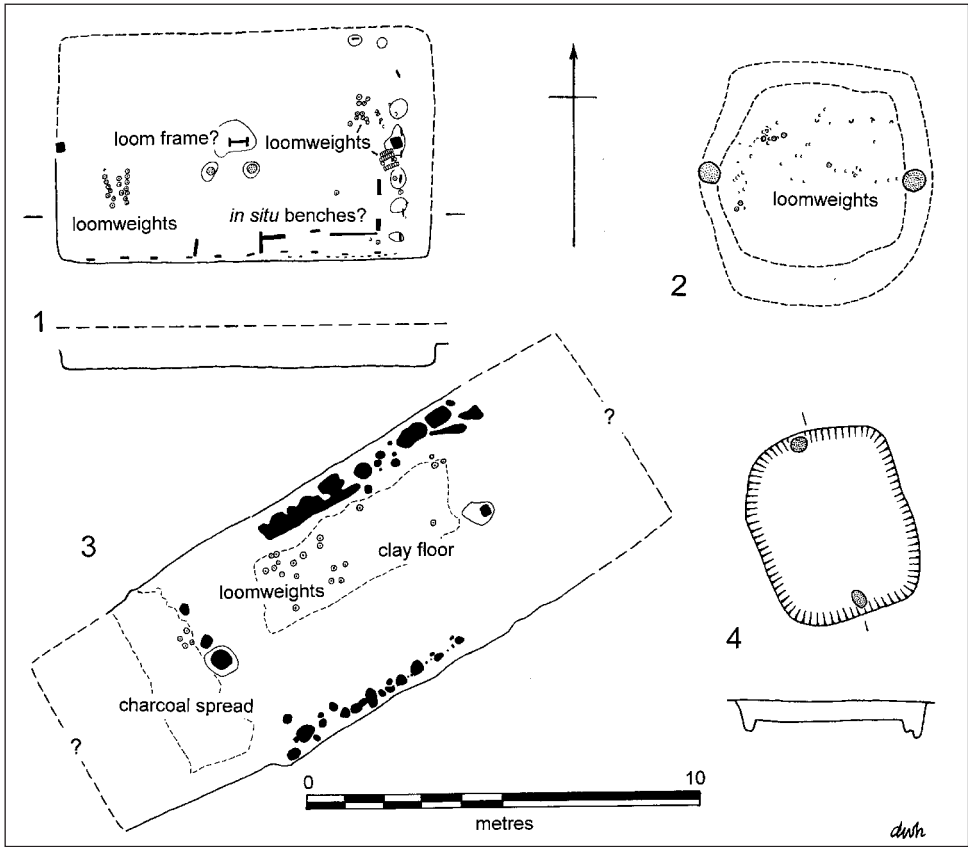 loom frame?
loomweights
loomweights
in situ benches?
1
loomweights
2
?
3
clay floor
loomweights
4
charcoal spread
?
0
10
metres
dwh